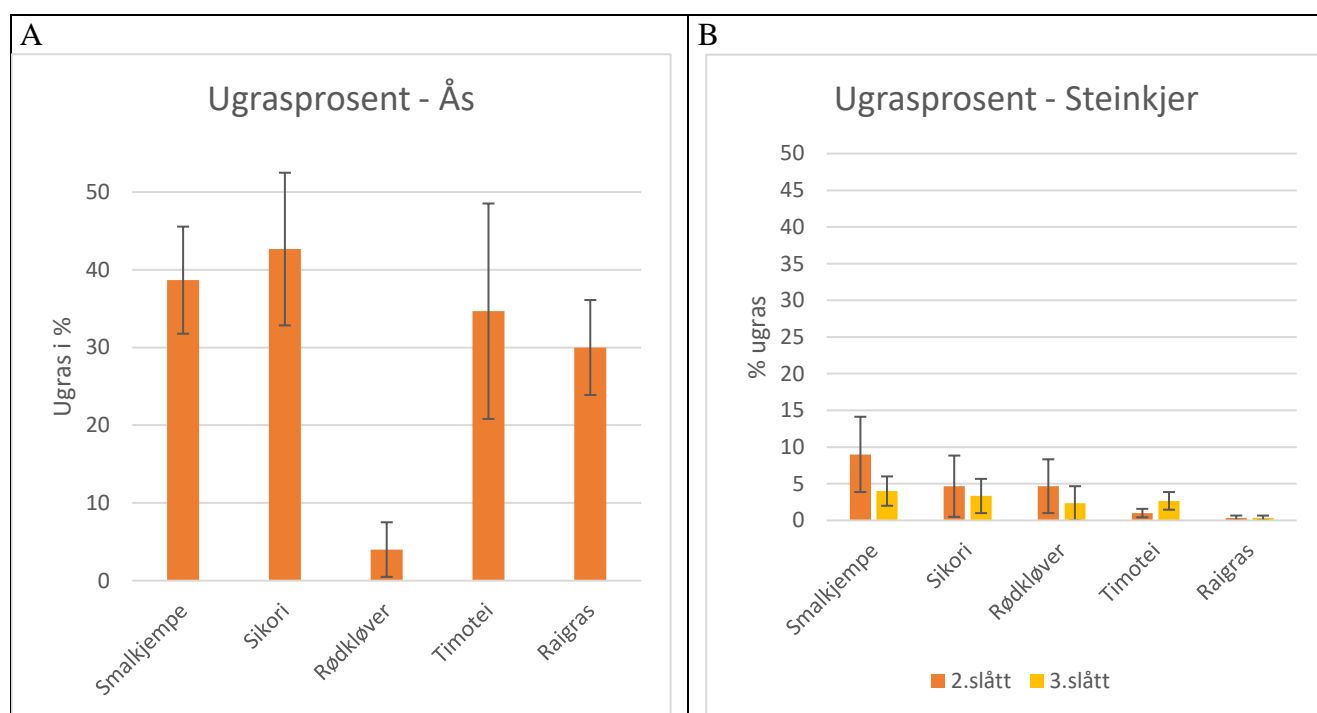 A
Ugrasprosent - Ås
Ugras i %
50
40
30
20
10
0
Smalkjempe
Sikori
Rødkløver
Timotei
Raigras
B
Ugrasprosent - Steinkjer
% ugras
50
45
40
35
30
25
20
15
10
5
0
Smalkjempe
Sikori
Rødkløver
Timotei
Raigras
2.slått 3.slått